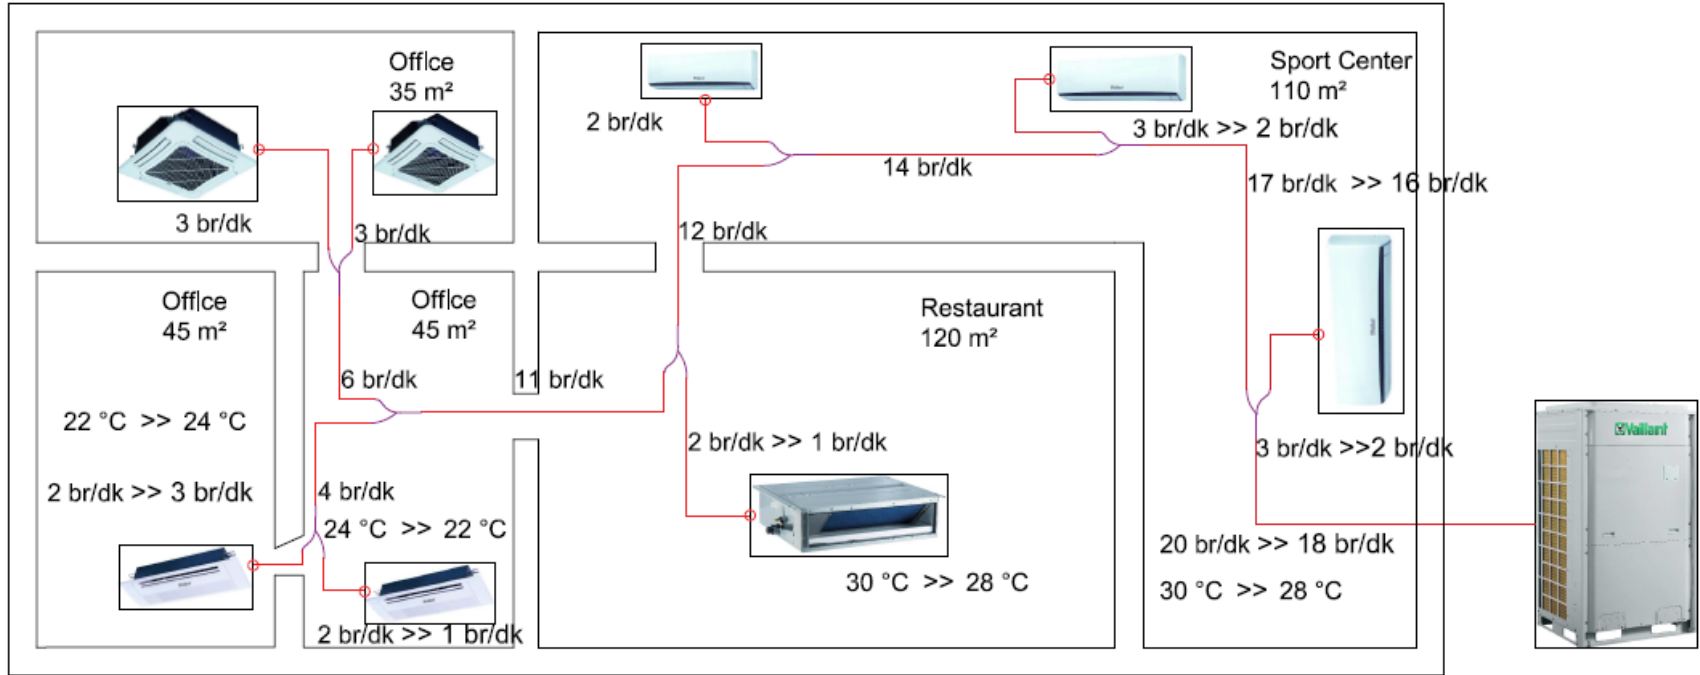 Office
35 m²
Sport Center
110 m²
2 br/dk
3 br/dk >> 2 br/dk
14 br/dk
17 br/dk >> 16 br/dk
3 br/dk
3 br/dk
12 br/dk
Office
45 m²
Office
45 m²
Restaurant
120 m²
6 br/dk
11 br/dk
22 °C >> 24 °C
2 br/dk >> 1 br/dk
3 br/dk >>2 br/dk
Vaillant
2 br/dk >> 3 br/dk
4 br/dk
24 °C >> 22 °C
20 br/dk >> 18 br/dk
30 °C >> 28 °C
30 °C >> 28 °C
2 br/dk >> 1 br/dk